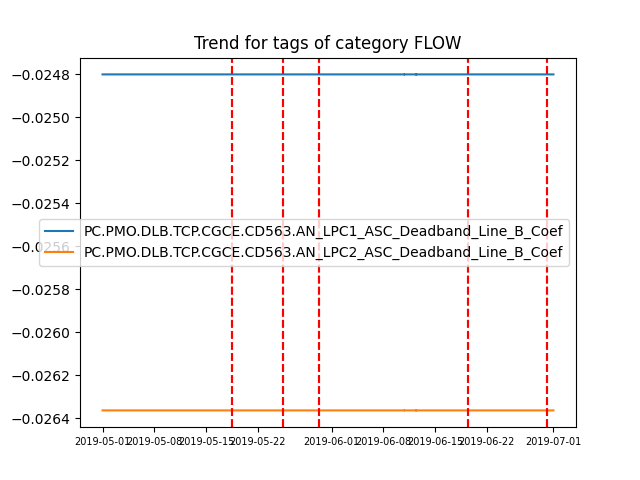 Trend for tags of category FLOW
−0.0248
−0.0250
−0.0252
−0.0254
−0.0256
−0.0258
−0.0260
−0.0262
−0.0264
PC.PMO.DLB.TCP.CGCE.CD563.AN_LPC1_ASC_Deadband_Line_B_Coef
PC.PMO.DLB.TCP.CGCE.CD563.AN_LPC2_ASC_Deadband_Line_B_Coef
2019-05-01 2019-05-08 2019-05-15 2019-05-22 2019-06-01 2019-06-08 2019-06-15 2019-06-22 2019-07-01